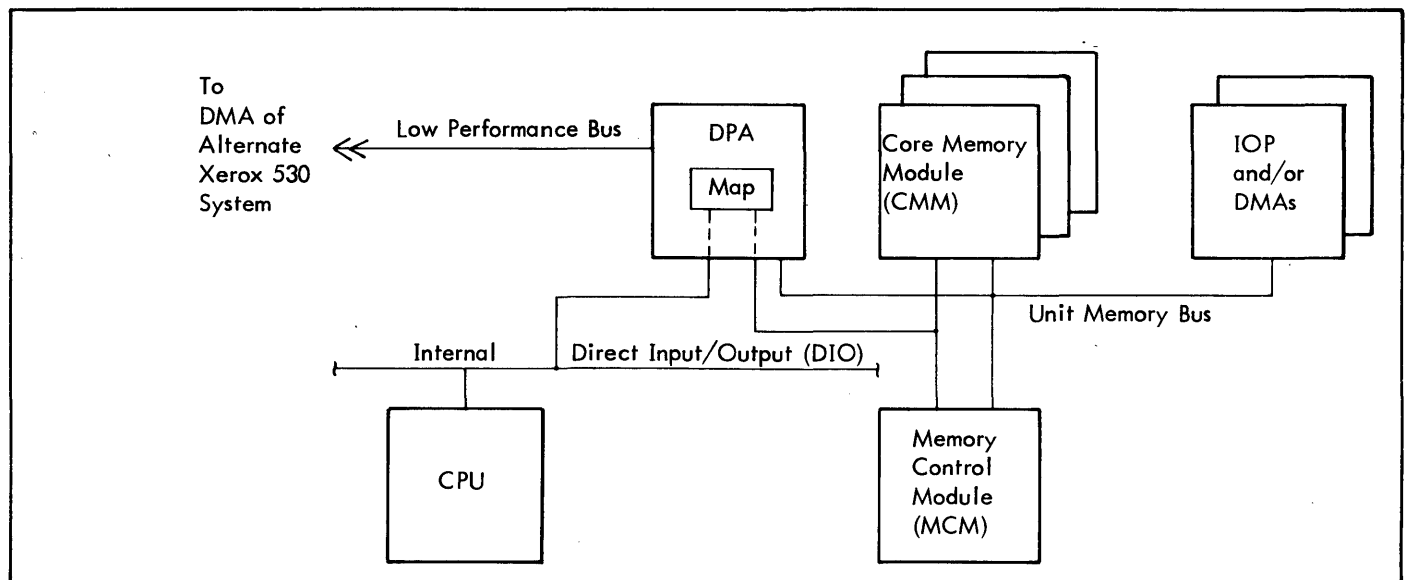 To
DMA of
Alternate
Xerox 530
System
Low Performance Bus
DPA
Map
Core Memory
Module
(CMM)
IOP
and/or
DMAs
Unit Memory Bus
Internal
Direct Input/Output (DIO)
CPU
Memory
Control
Module
(MCM)